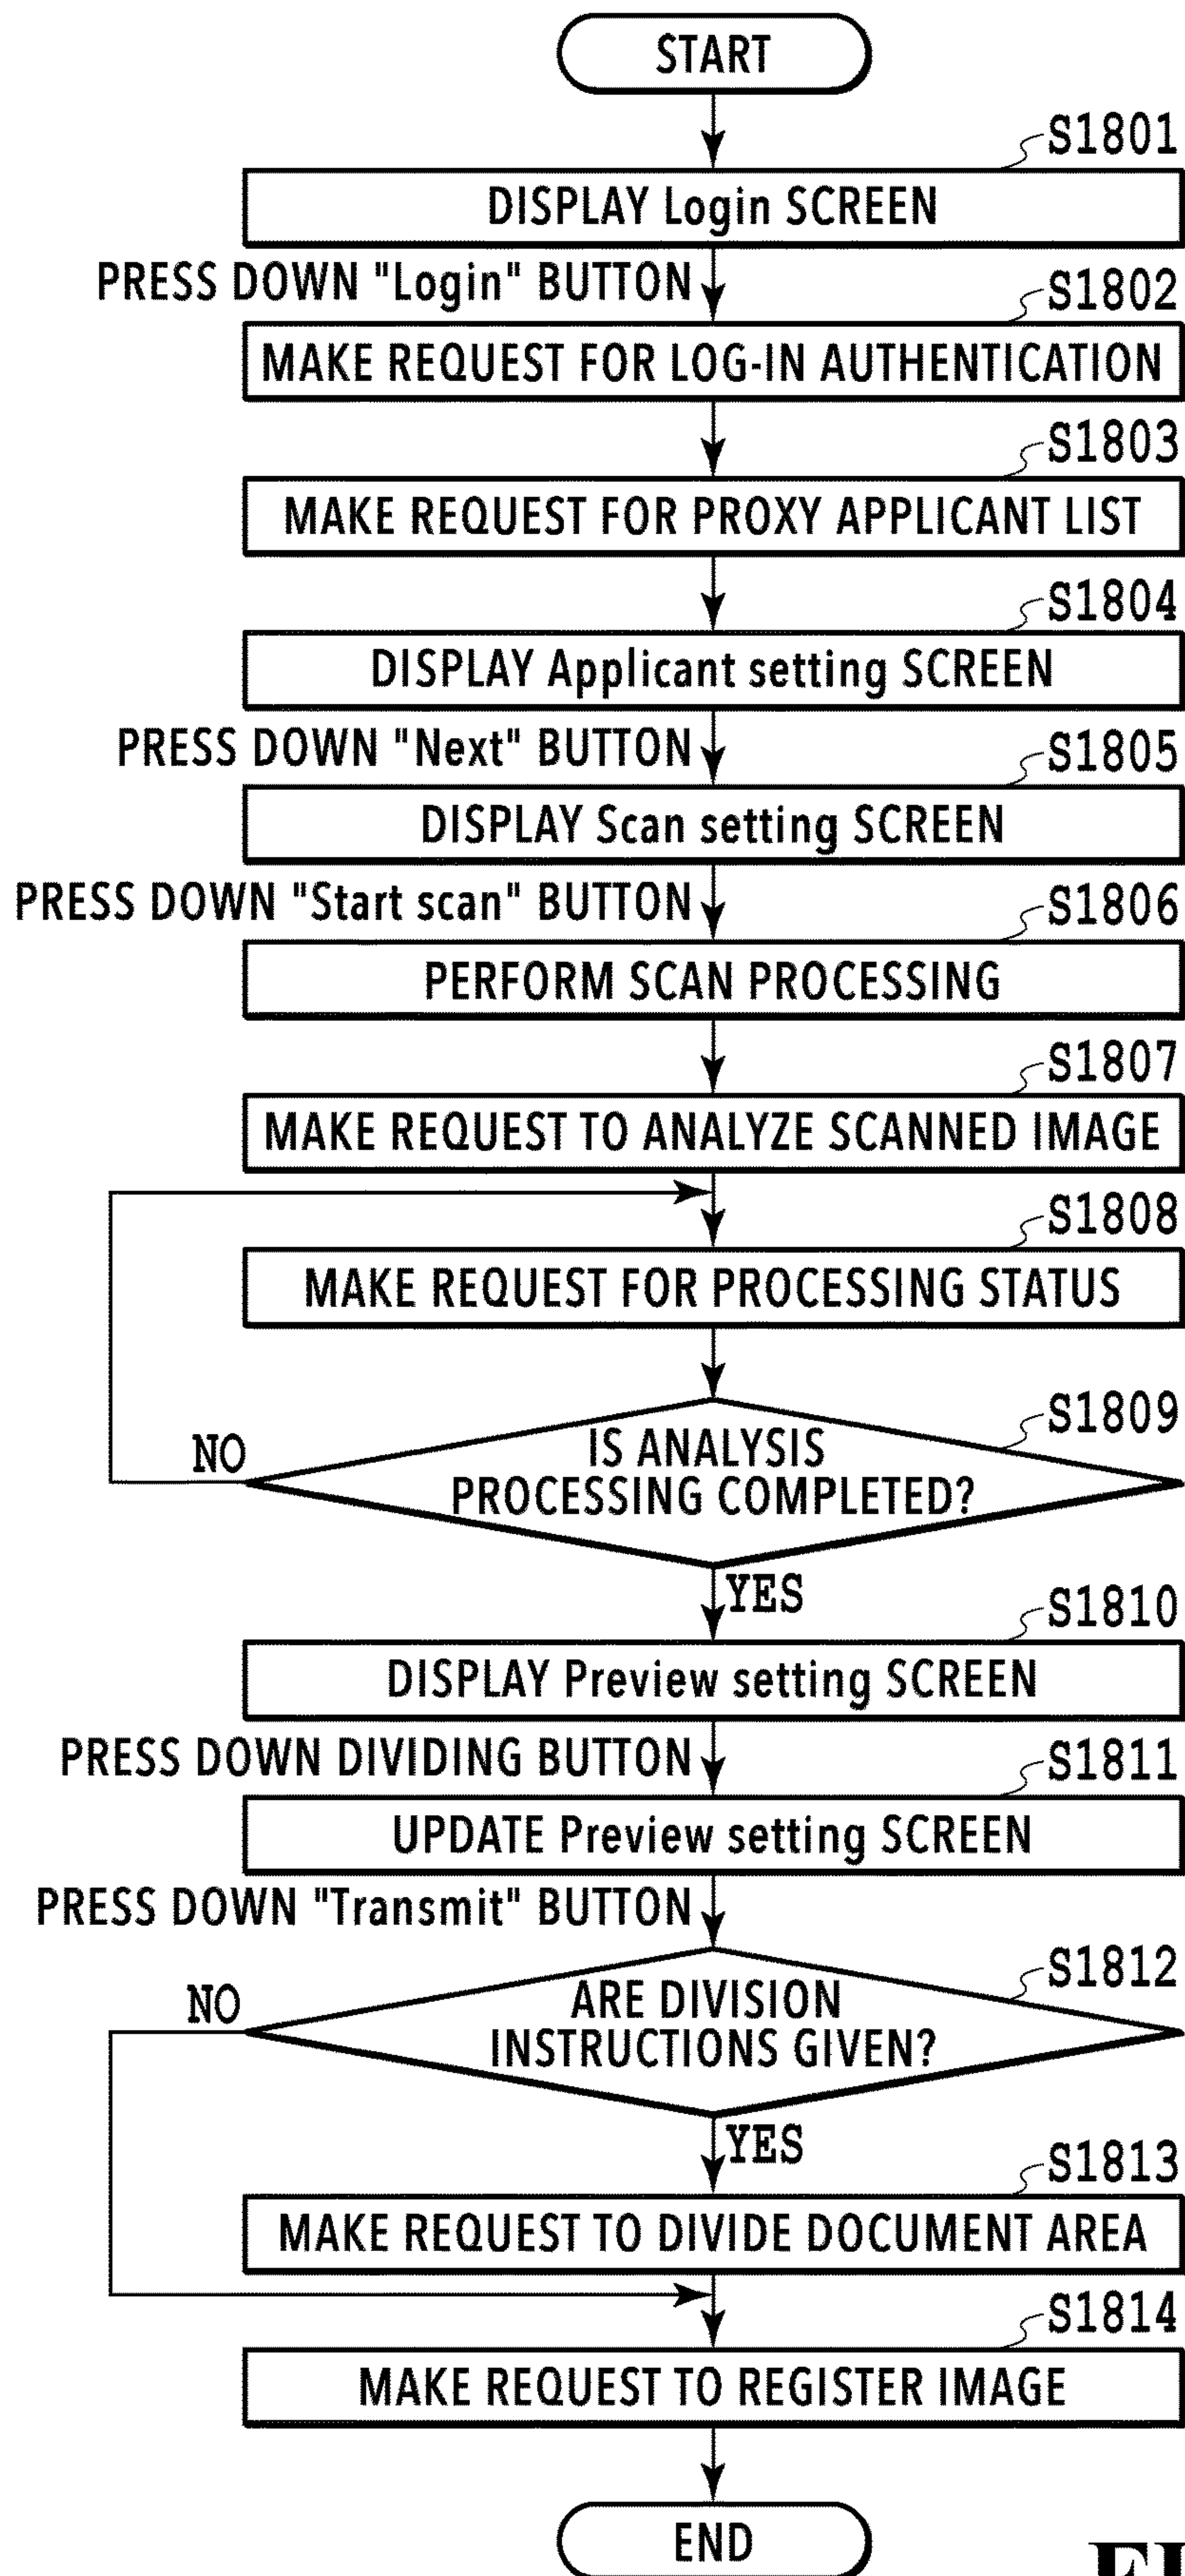 START
S1801
DISPLAY Login SCREEN
PRESS DOWN "Login" BUTTON
S1802
MAKE REQUEST FOR LOG-IN AUTHENTICATION
S1803
MAKE REQUEST FOR PROXY APPLICANT LIST
S1804
DISPLAY Applicant setting SCREEN
PRESS DOWN "Next" BUTTON
S1805
DISPLAY Scan setting SCREEN
PRESS DOWN "Start scan" BUTTON
S1806
PERFORM SCAN PROCESSING
S1807
MAKE REQUEST TO ANALYZE SCANNED IMAGE
S1808
MAKE REQUEST FOR PROCESSING STATUS
S1809
NO
IS ANALYSIS
PROCESSING COMPLETED?
YES
S1810
DISPLAY Preview setting SCREEN
PRESS DOWN DIVIDING BUTTON
S1811
UPDATE Preview setting SCREEN
PRESS DOWN "Transmit" BUTTON
S1812
NO
ARE DIVISION
INSTRUCTIONS GIVEN?
YES
S1813
MAKE REQUEST TO DIVIDE DOCUMENT AREA
S1814
MAKE REQUEST TO REGISTER IMAGE
END